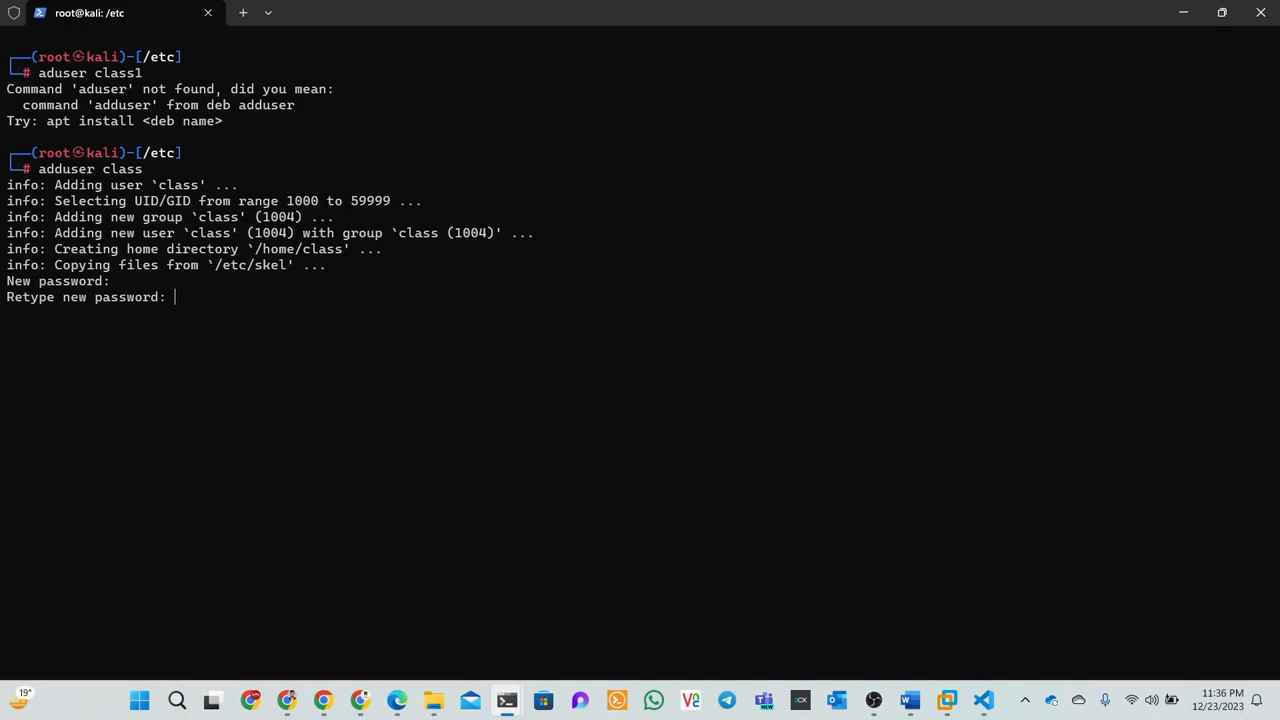 root@kali: /etc
┌──(root㉿kali)-[/etc]
└─# aduser class1
Command 'aduser' not found, did you mean:
  command 'adduser' from deb adduser
Try: apt install <deb name>
┌──(root㉿kali)-[/etc]
└─# adduser class
info: Adding user `class' ...
info: Selecting UID/GID from range 1000 to 59999 ...
info: Adding new group `class' (1004) ...
info: Adding new user `class' (1004) with group `class (1004)' ...
info: Creating home directory `/home/class' ...
info: Copying files from `/etc/skel' ...
New password:
Retype new password:
19°
11:36 PM
12/23/2023